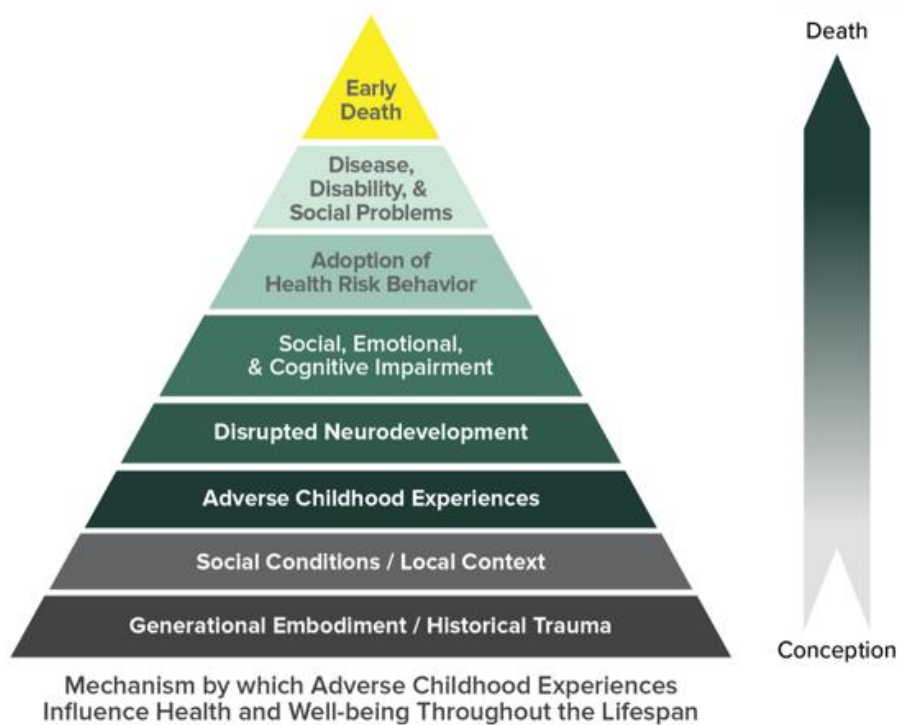 Death
Early
Death
Disease,
Disability, &
Social Problems
Adoption of
Health Risk Behavior
Social, Emotional,
& Cognitive Impairment
Disrupted Neurodevelopment
Adverse Childhood Experiences
Social Conditions / Local Context
Generational Embodiment / Historical Trauma
Conception
Mechanism by which Adverse Childhood Experiences
Influence Health and Well-being Throughout the Lifespan